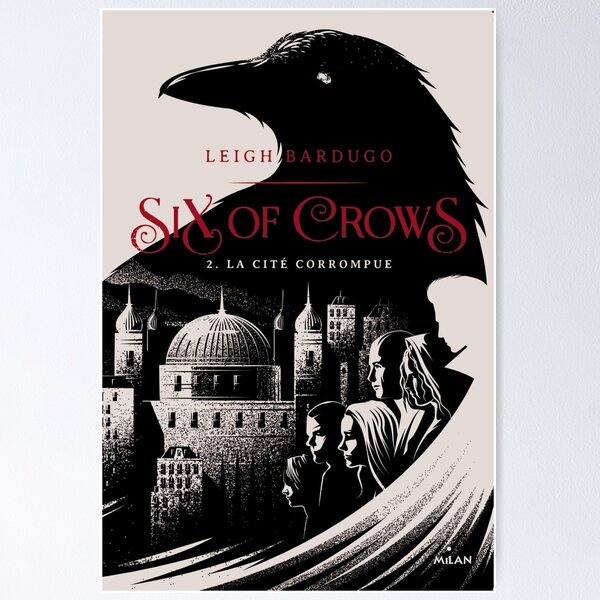 LEIGH BARDUGO
SIX OF CROWS
2. LA CITÉ CORROMPUE
MiLAN